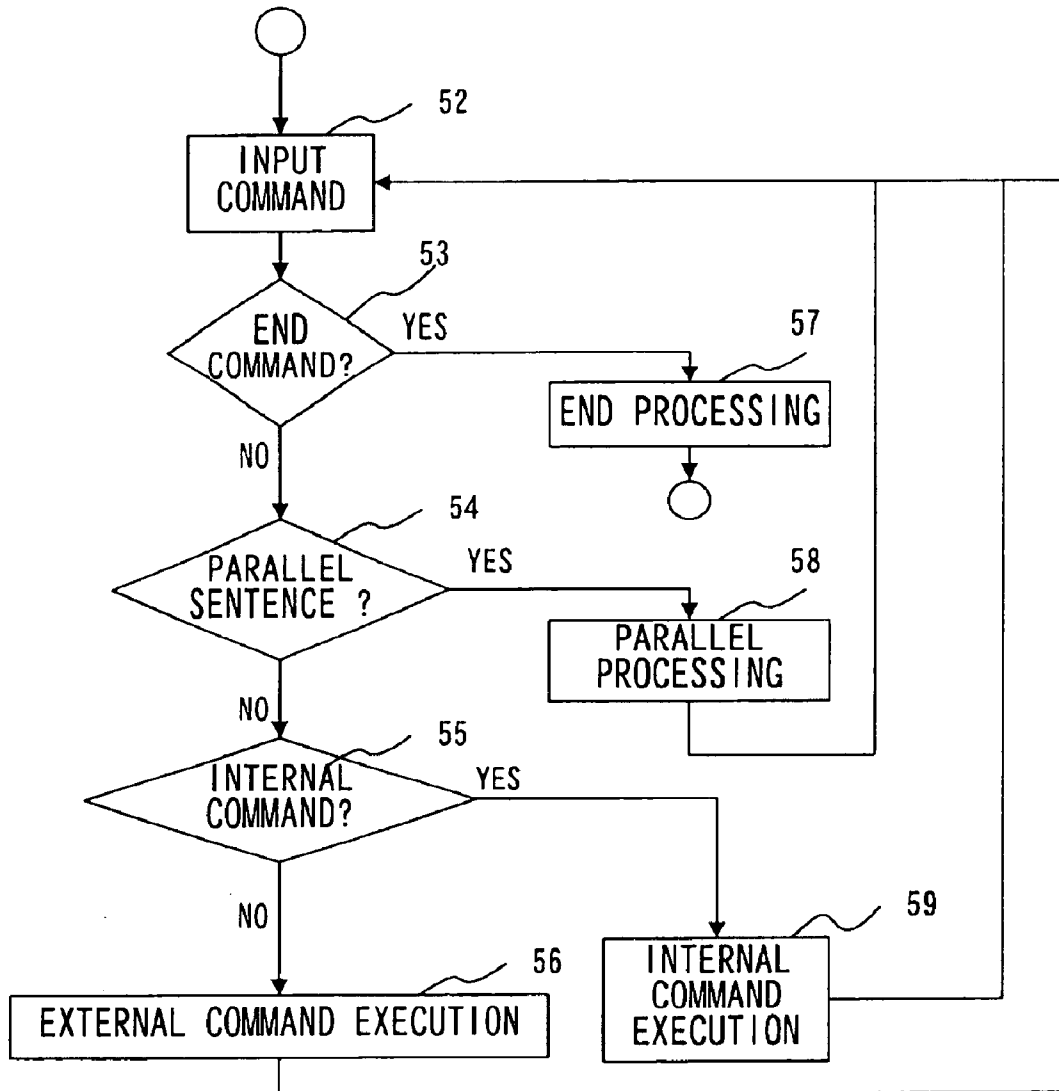 52
INPUT
COMMAND
53
END
COMMAND?
YES
57
END PROCESSING
NO
54
PARALLEL
SENTENCE ?
YES
58
PARALLEL
PROCESSING
NO
55
INTERNAL
COMMAND?
YES
NO
59
INTERNAL
COMMAND
EXECUTION
56
EXTERNAL COMMAND EXECUTION